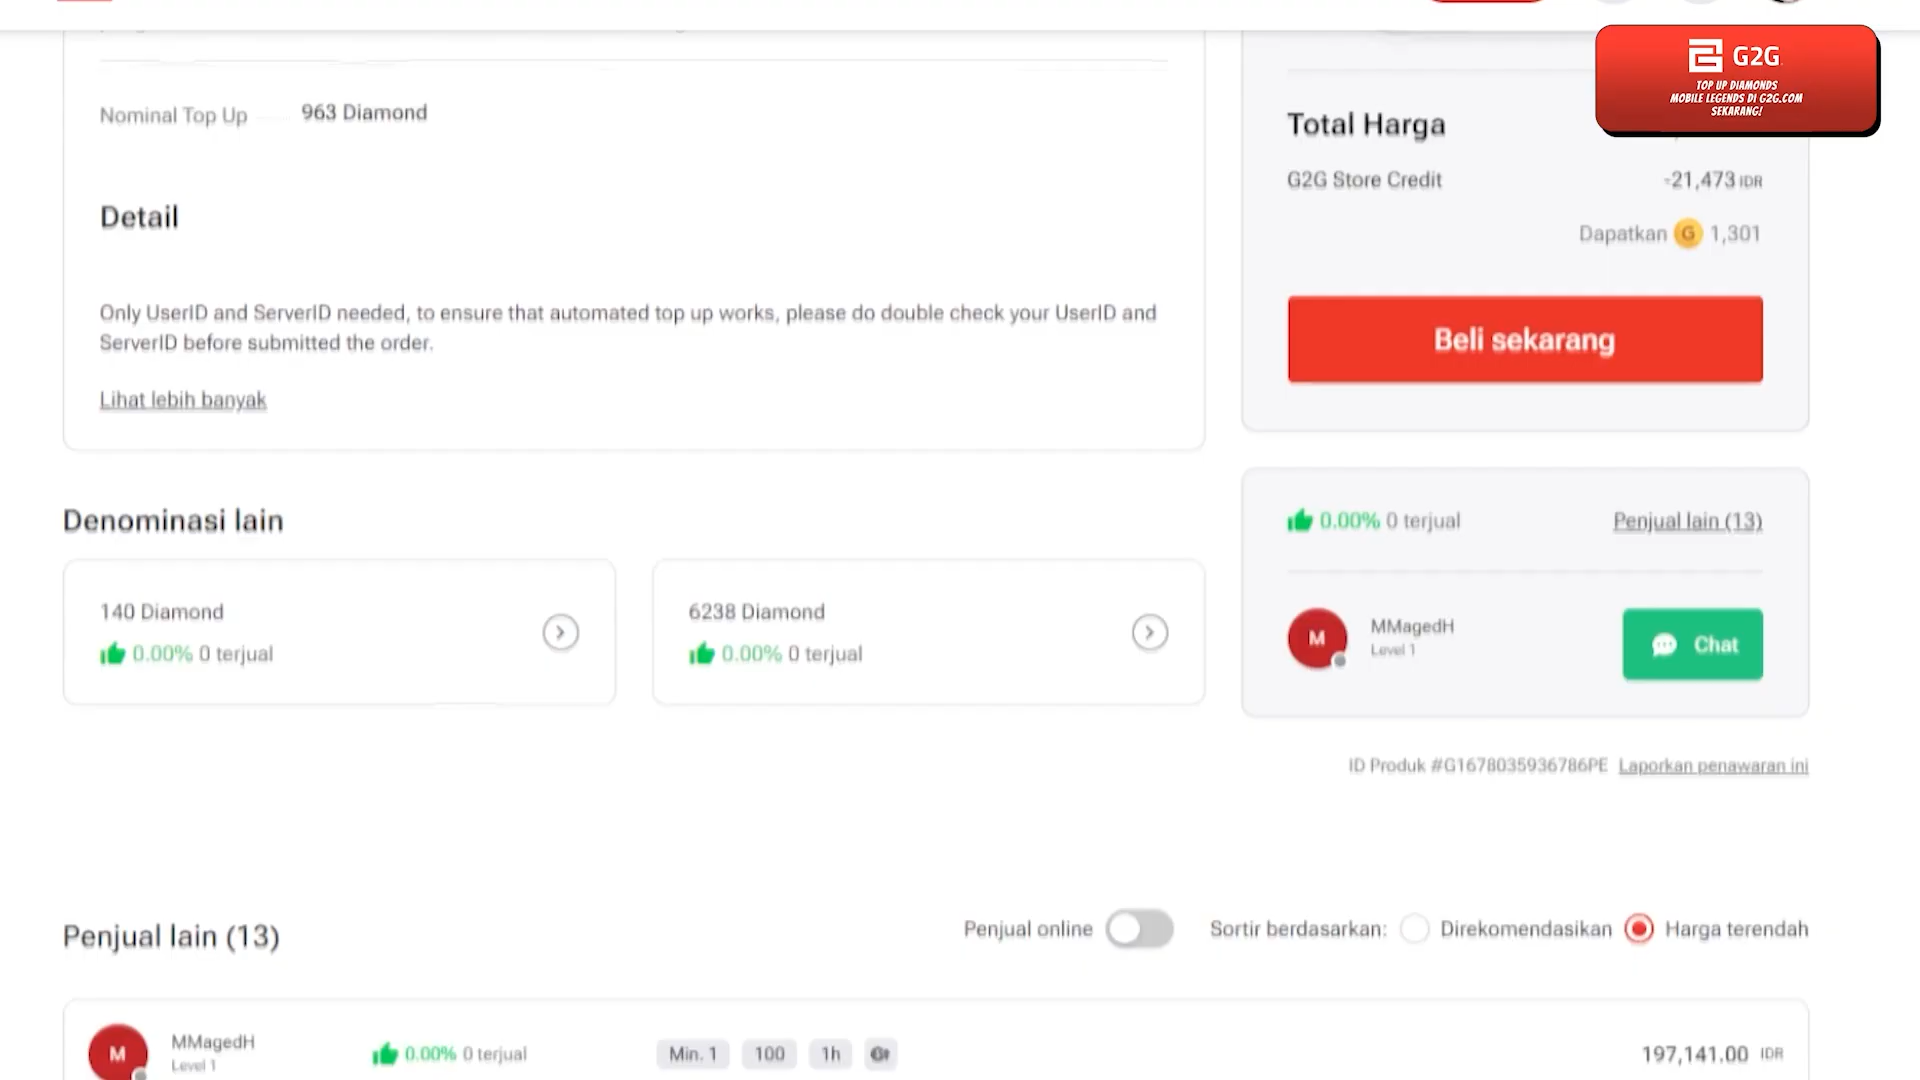 G2G
TOP UP DIAMONDS
MOBILE LEGENDS DI G2G.COM
SEKARANG!
Nominal Top Up 963 Diamond
Detail
Only UserID and ServerID needed, to ensure that automated top up works, please do double check your UserID and
ServerID before submitted the order.
Lihat lebih banyak
Total Harga
G2G Store Credit -21,473 IDR
Dapatkan G 1,301
Beli sekarang
Denominasi lain
140 Diamond
0.00% 0 terjual
6238 Diamond
0.00% 0 terjual
0.00% 0 terjual Penjual lain (13)
M MMagedH
Level 1
Chat
ID Produk #G1678035936786PE Laporkan penawaran ini
Penjual lain (13) Penjual online Sortir berdasarkan: Direkomendasikan Harga terendah
M MMagedH
Level 1
0.00% 0 terjual Min. 1 100 1h 197,141.00 IDR